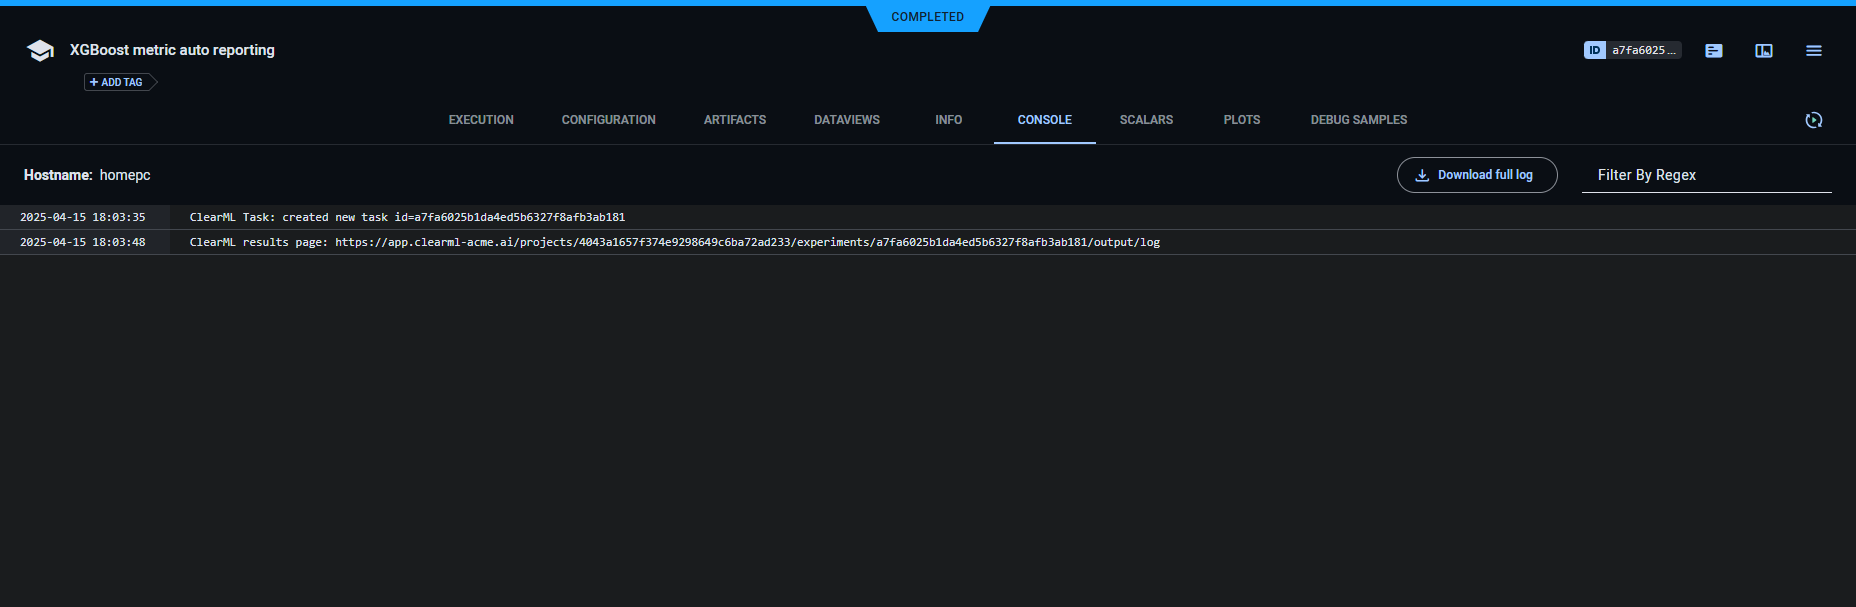 COMPLETED
XGBoost metric auto reporting
ID a7fa6025...
+ ADD TAG
EXECUTION CONFIGURATION ARTIFACTS DATAVIEWS INFO CONSOLE SCALARS PLOTS DEBUG SAMPLES
Hostname: homepc
Download full log
Filter By Regex
2025-04-15 18:03:35 ClearML Task: created new task id=a7fa6025b1da4ed5b6327f8afb3ab181
2025-04-15 18:03:48 ClearML results page: https://app.clearml-acme.ai/projects/4043a1657f374e9298649c6ba72ad233/experiments/a7fa6025b1da4ed5b6327f8afb3ab181/output/log